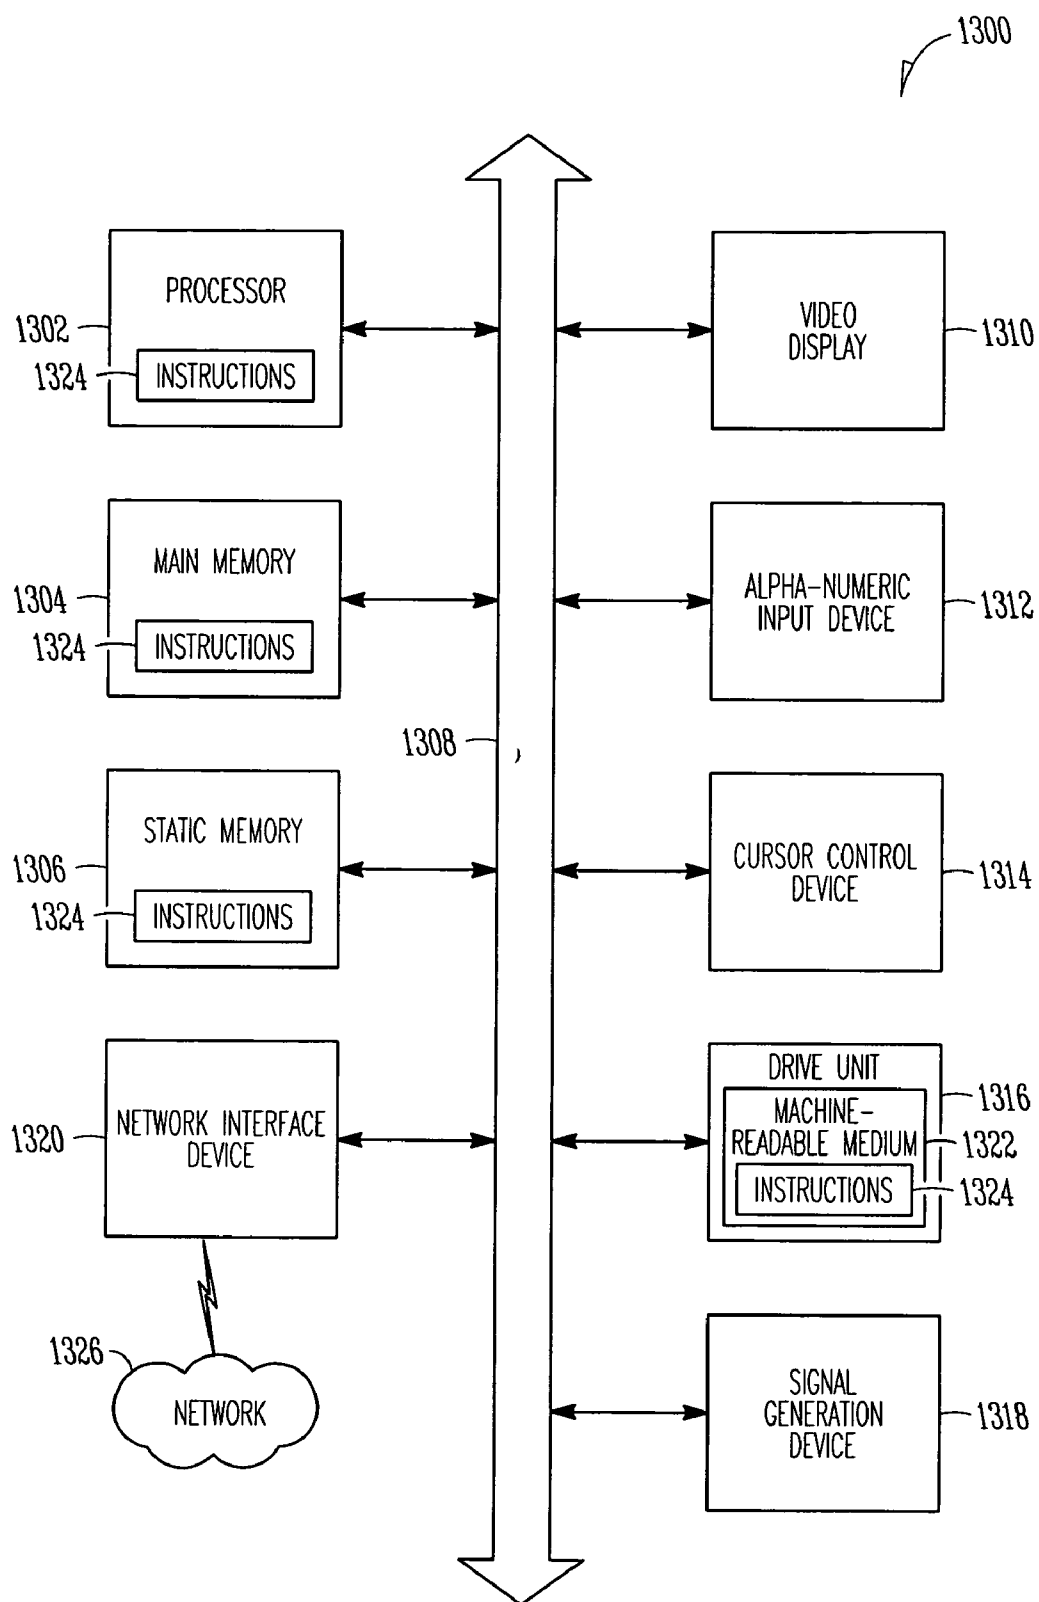 1300
PROCESSOR
1302
1324
INSTRUCTIONS
VIDEO
DISPLAY
1310
MAIN MEMORY
1304
1324
INSTRUCTIONS
ALPHA-NUMERIC
INPUT DEVICE
1312
1308
STATIC MEMORY
1306
1324
INSTRUCTIONS
CURSOR CONTROL
DEVICE
1314
NETWORK INTERFACE
DEVICE
1320
DRIVE UNIT
1316
MACHINE-
READABLE MEDIUM
1322
INSTRUCTIONS
1324
1326
NETWORK
SIGNAL
GENERATION
DEVICE
1318